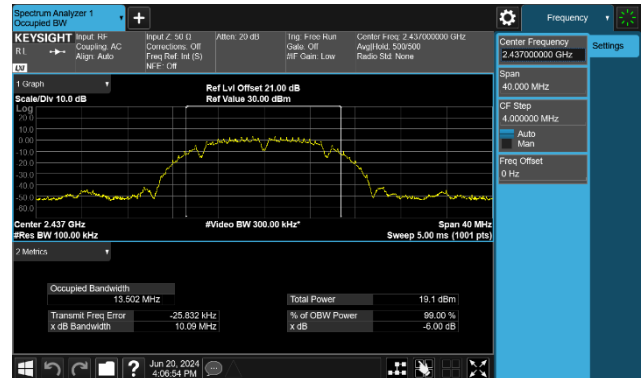 Spectrum Analyzer 1
Occupied BW
Frequency
KEYSIGHT
Input: RF
Input Z: 50 Ω
Atten: 20 dB
Trig: Free Run
Center Freq: 2.437000000 GHz
RL
Coupling: AC
Corrections: Off
Gate: Off
Avg|Hold: 500/500
Align: Auto
Freq Ref: Int (S)
#IF Gain: Low
Radio Std: None
NFE: Off
LXI
Center Frequency
2.437000000 GHz
Settings
Span
40.000 MHz
CF Step
4.000000 MHz
Auto
Man
Freq Offset
0 Hz
1 Graph
Ref Lvl Offset 21.00 dB
Scale/Div 10.0 dB
Ref Value 30.00 dBm
Log
20.0
10.0
0.00
-10.0
-20.0
-30.0
-40.0
-50.0
-60.0
Center 2.437 GHz
#Video BW 300.00 kHz*
Span 40 MHz
#Res BW 100.00 kHz
Sweep 5.00 ms (1001 pts)
2 Metrics
Occupied Bandwidth
13.502 MHz
Total Power
19.1 dBm
Transmit Freq Error
-25.832 kHz
% of OBW Power
99.00 %
x dB Bandwidth
10.09 MHz
x dB
-6.00 dB
Jun 20, 2024
4:06:54 PM